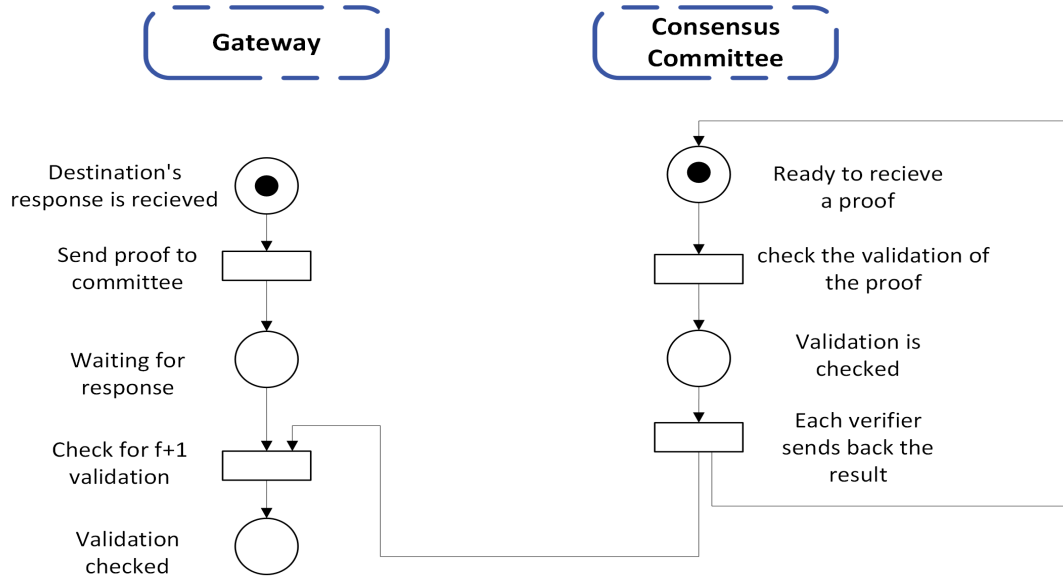 Gateway
Consensus
Committee
Destination's
response is recieved
Send proof to
committee
Waiting for
response
Check for f+1
validation
Validation
checked
Ready to recieve
a proof
check the validation of
the proof
Validation is
checked
Each verifier
sends back the
result